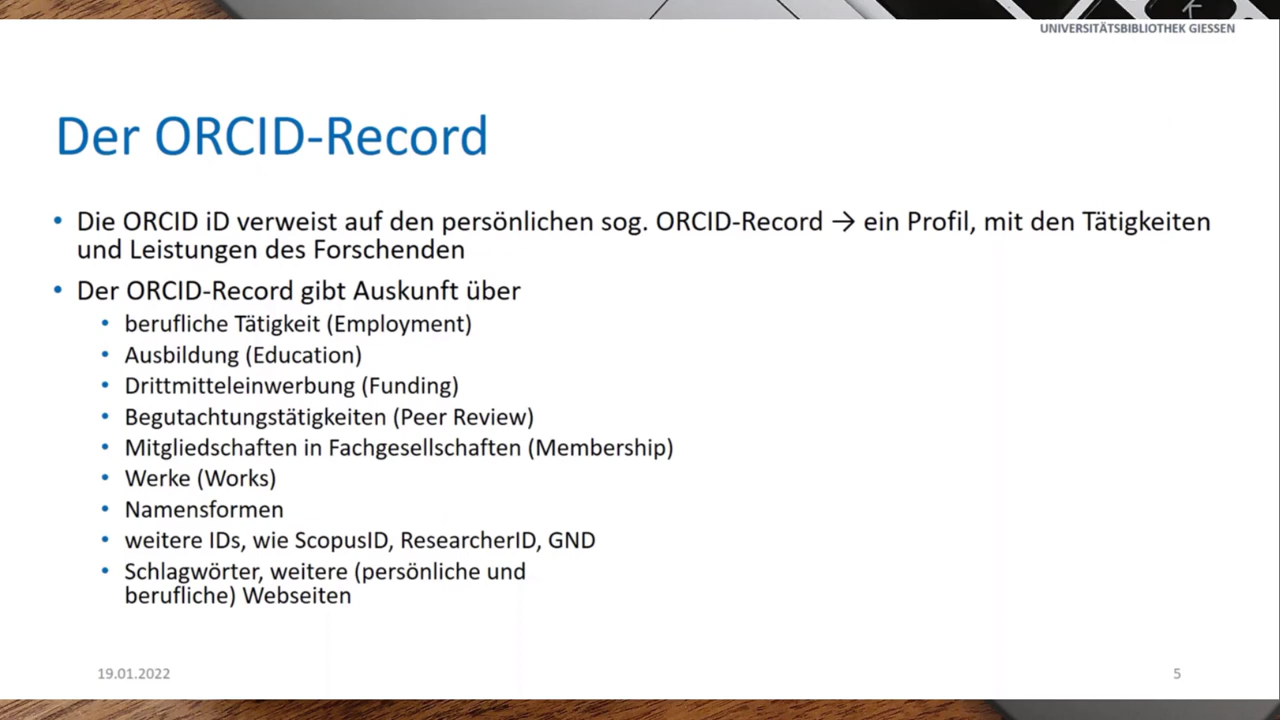 UNIVERSITÄTSBIBLIOTHEK GIESSEN
Der ORCID-Record
• Die ORCID iD verweist auf den persönlichen sog. ORCID-Record → ein Profil, mit den Tätigkeiten
und Leistungen des Forschenden
• Der ORCID-Record gibt Auskunft über
• berufliche Tätigkeit (Employment)
• Ausbildung (Education)
• Drittmitteleinwerbung (Funding)
• Begutachtungstätigkeiten (Peer Review)
• Mitgliedschaften in Fachgesellschaften (Membership)
• Werke (Works)
• Namensformen
• weitere IDs, wie ScopusID, ResearcherID, GND
• Schlagwörter, weitere (persönliche und
berufliche) Webseiten
19.01.2022
5